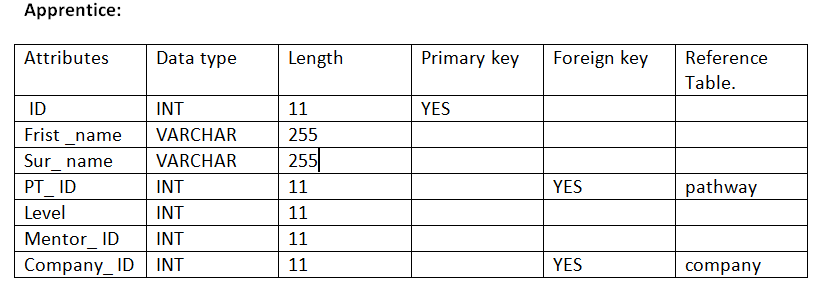 Apprentice:
Attributes Data type Length Primary key Foreign key Reference
Table.
ID INT 11 YES
Frist _name VARCHAR 255
Sur_ name VARCHAR 255
PT_ ID INT 11 YES pathway
Level INT 11
Mentor_ ID INT 11
Company_ ID INT 11 YES company